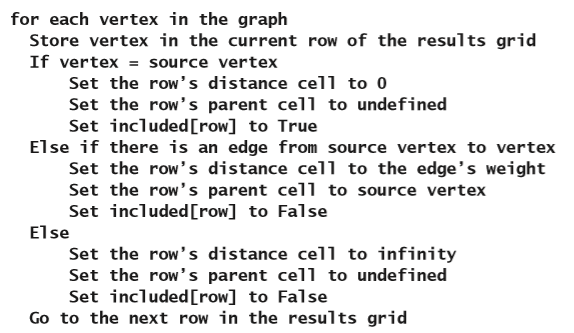 for each vertex in the graph
Store vertex in the current row of the results grid
If vertex = source vertex
Set the row’s distance cell to 0
Set the row’s parent cell to undefined
Set included[row] to True
Else if there is an edge from source vertex to vertex
Set the row’s distance cell to the edge’s weight
Set the row’s parent cell to source vertex
Set included[row] to False
Else
Set the row’s distance cell to infinity
Set the row’s parent cell to undefined
Set included[row] to False
Go to the next row in the results grid